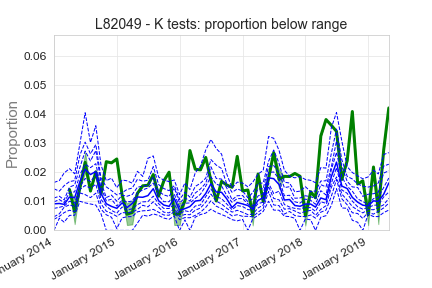 L82049 - K tests: proportion below range
Proportion
0.06
0.05
0.04
0.03
0.02
0.01
0.00
January 2015
January 2016
January 2017
January 2018
January 2019
2014